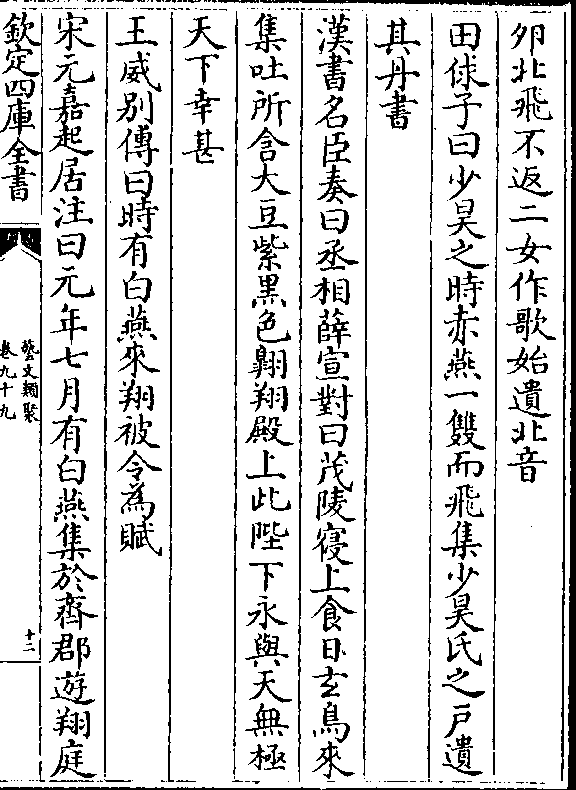 卵北飛不返二女作歌始遺北音
田俅子曰少昊之時赤燕一雙而飛集少昊氏之戸遺
其丹書
漢書名臣奏曰丞相薛宣對曰茂陵寑上食日玄鳥來
集吐所含大豆紫黒色翺翔殿上此陛下永與天無極
天下幸甚
王威别傳曰時有白燕來翔被令為賦
宋元嘉起居注曰元年七月有白燕集於齊郡遊翔庭
欽定四庫全書
藝文類聚
卷九十九
十二